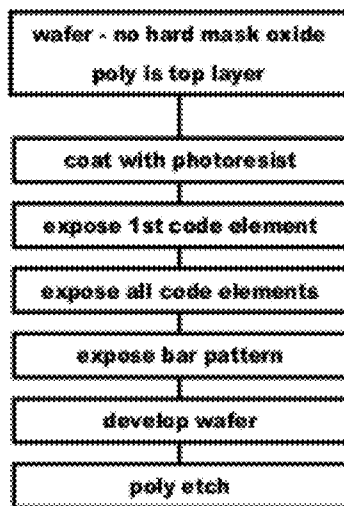 wafer - no hard mask oxide
poly is top layer
coat with photoresist
expose 1st code element
expose all code elements
expose bar pattern
develop wafer
poly etch